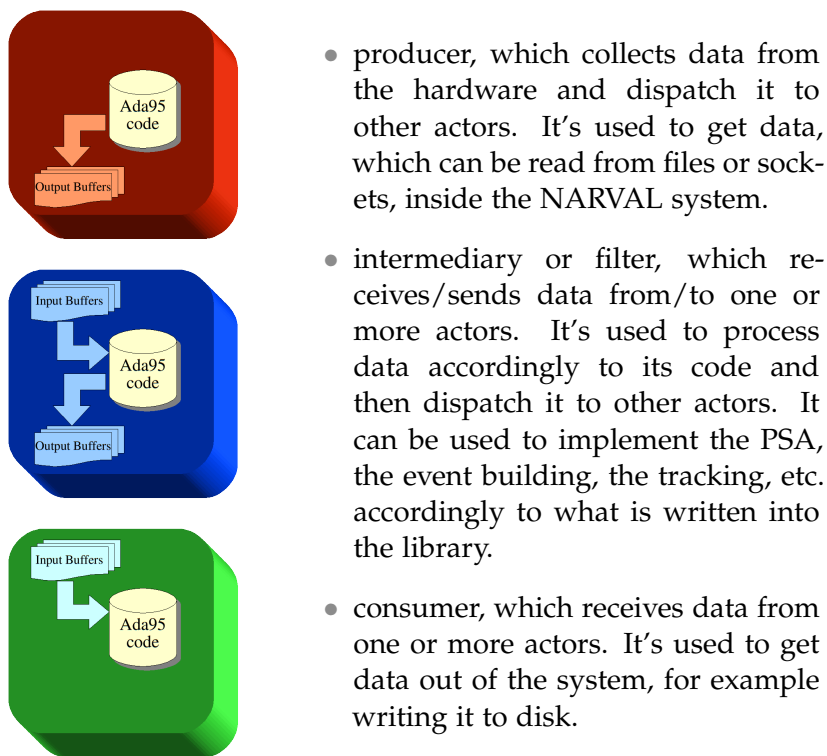 Ada95
code
Output Buffers
• producer, which collects data from
the hardware and dispatch it to
other actors. It's used to get data,
which can be read from files or sock-
ets, inside the NARVAL system.
Input Buffers
Ada95
code
Output Buffers
• intermediary or filter, which re-
ceives/sends data from/to one or
more actors. It's used to process
data accordingly to its code and
then dispatch it to other actors. It
can be used to implement the PSA,
the event building, the tracking, etc.
accordingly to what is written into
the library.
Input Buffers
Ada95
code
• consumer, which receives data from
one or more actors. It's used to get
data out of the system, for example
writing it to disk.